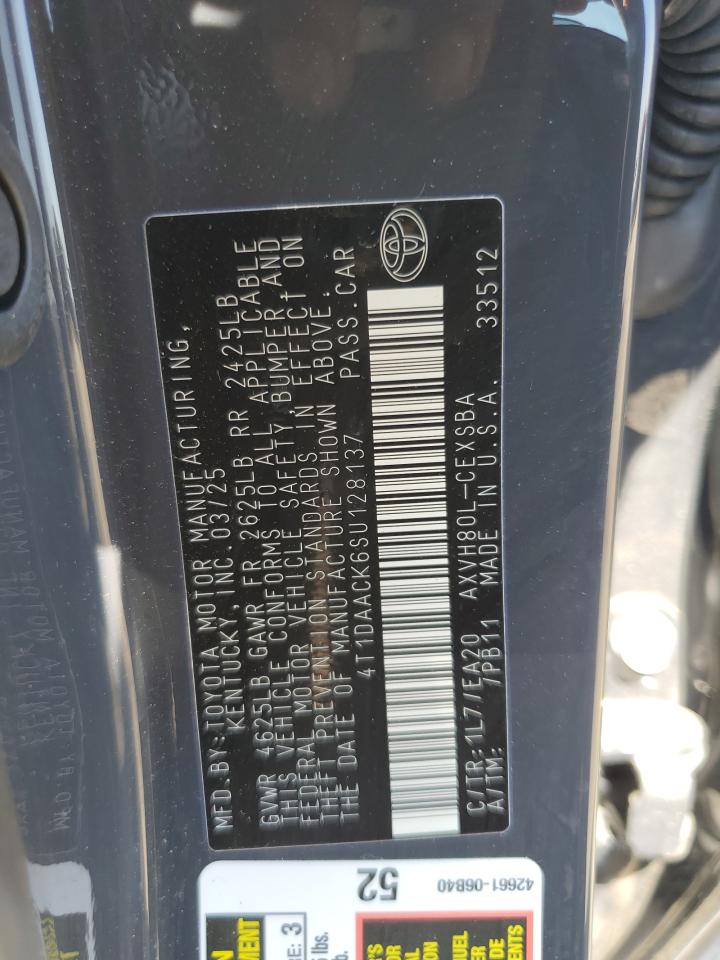 MFD.BY:TOYOTA MOTOR MANUFACTURING,
KENTUCKY, INC.03/25
GVWR 4625LB GAWR FR 2625LB RR 2425LB
THIS VEHICLE CONFORMS TO ALL APPLICABLE
FEDERAL MOTOR VEHICLE SAFETY, BUMPER, AND
THEFT PREVENTION STANDARDS IN EFFECT ON
THE DATE OF MANUFACTURE SHOWN ABOVE.
4T1DAACK6SU128137 PASS.CAR
C/TR:1L7/EA20 AXVH80L-CEXSBA
A/TM: /PB11 MADE IN U.S.A. 33512
52
42661-06B40